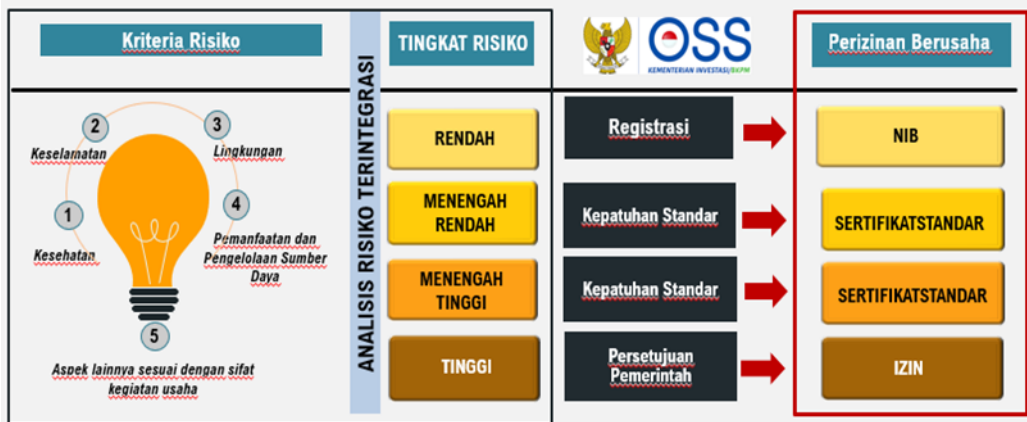 Kriteria Risiko
1
Kesehatan
2
Keselamatan
3
Lingkungan
4
Pemanfaatan dan
Pengelolaan Sumber
Daya
5
Aspek lainnya sesuai dengan sifat
kegiatan usaha
ANALISIS RISIKO TERINTEGRASI
TINGKAT RISIKO
RENDAH
MENENGAH
RENDAH
MENENGAH
TINGGI
TINGGI
OSS
KEMENTERIAN INVESTASI/BKPM
Registrasi
Kepatuhan Standar
Kepatuhan Standar
Persetujuan
Pemerintah
Perizinan Berusaha
NIB
SERTIFIKATSTANDAR
SERTIFIKATSTANDAR
IZIN